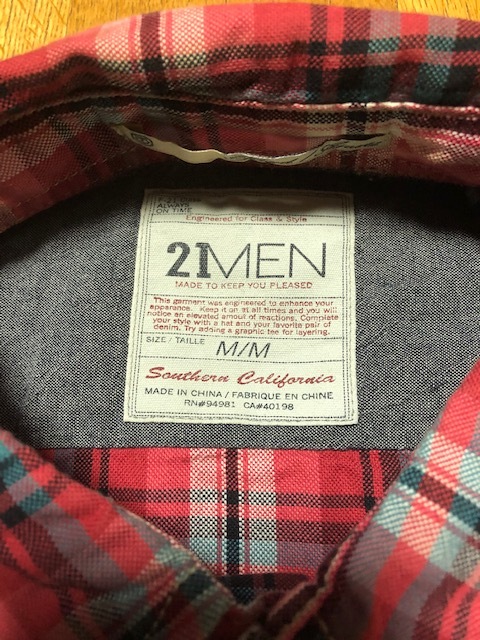 ALWAYS
ON TIME
Engineered for Class & Style
21MEN
MADE TO KEEP YOU PLEASED
This garment was engineered to enhance your
apperance. Keep it on at all times and you will
notice an elevated amout of reactions. Complete
your style with a hat and your favorite pair of
denim. Try adding a graphic tee for layering.
SIZE / TAILLE M/M
Southern California
MADE IN CHINA / FABRIQUE EN CHINE
RN#94981 CA#40198